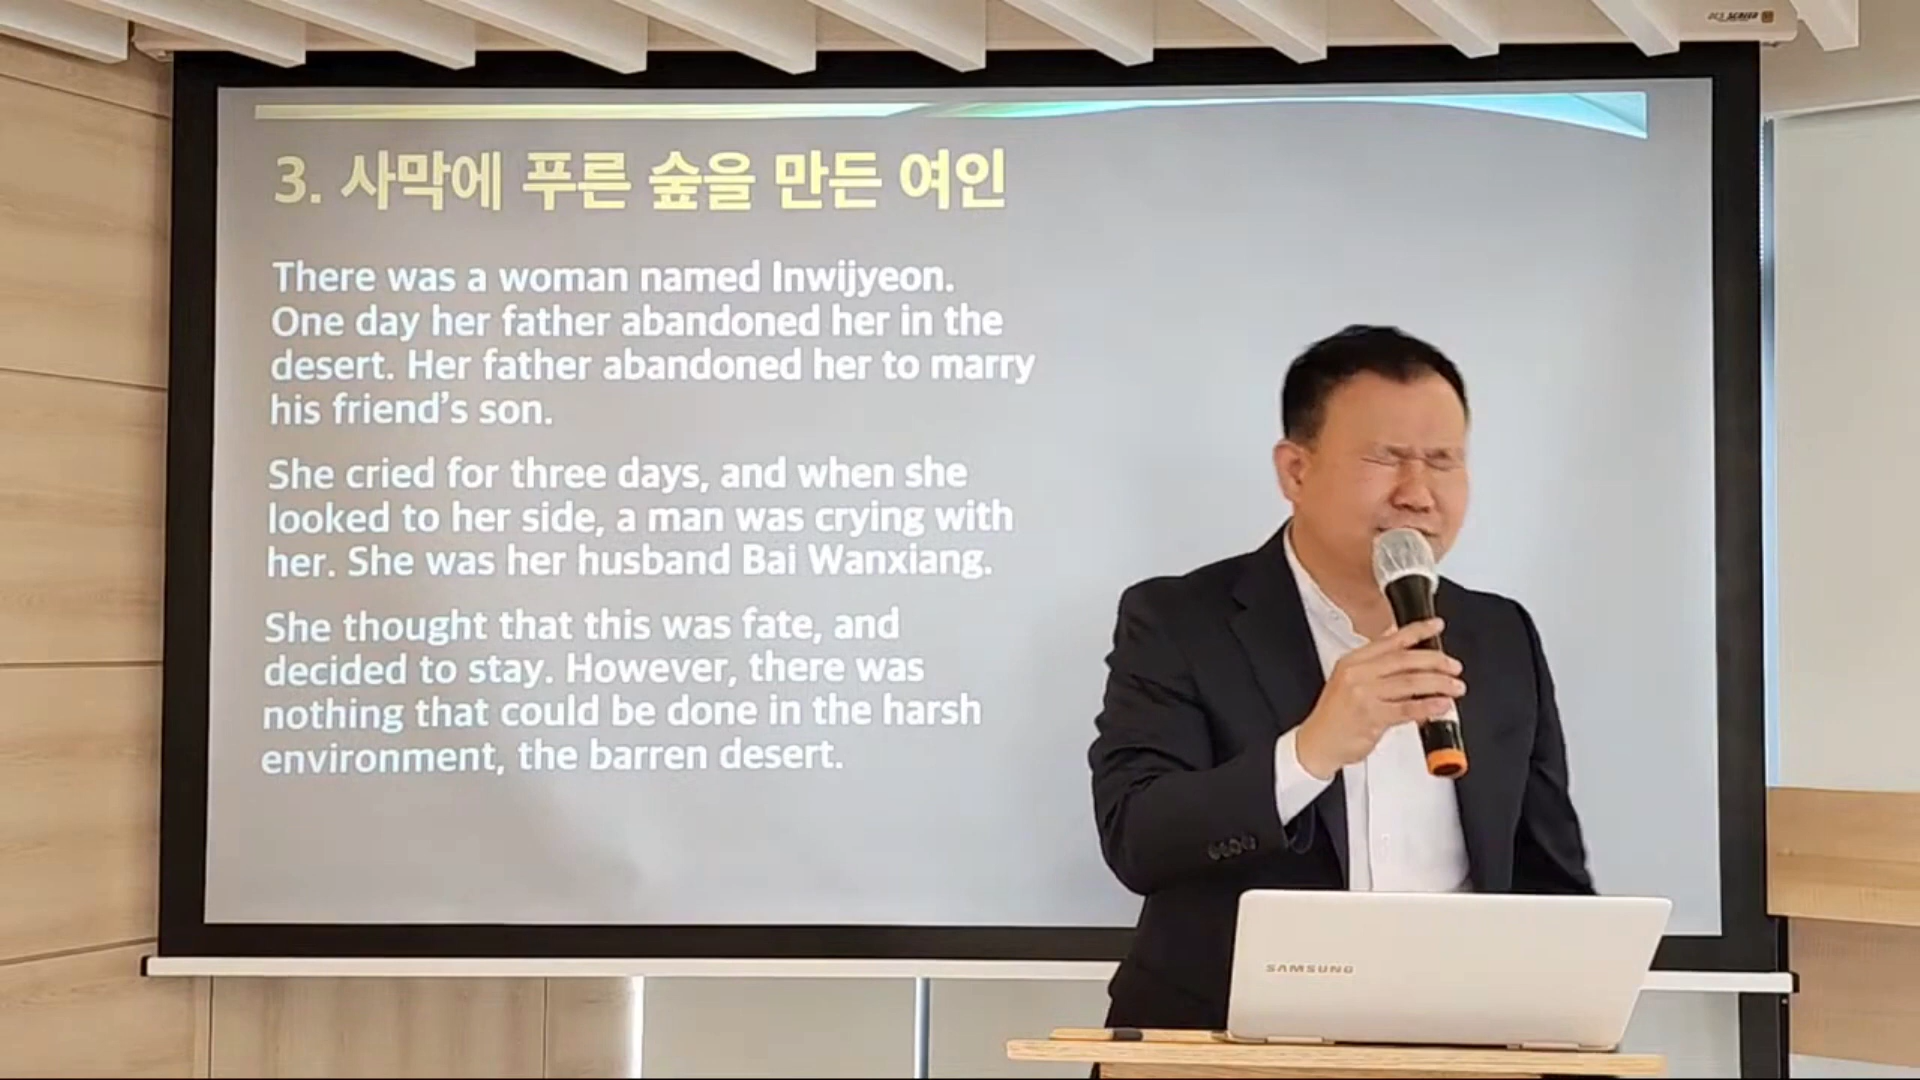 3. 사막에 푸른 숲을 만든 여인
There was a woman named Inwijyeon.
One day her father abandoned her in the
desert. Her father abandoned her to marry
his friend's son.
She cried for three days, and when she
looked to her side, a man was crying with
her. She was her husband Bai Wanxiang.
She thought that this was fate, and
decided to stay. However, there was
nothing that could be done in the harsh
environment, the barren desert.
SAMSUNG